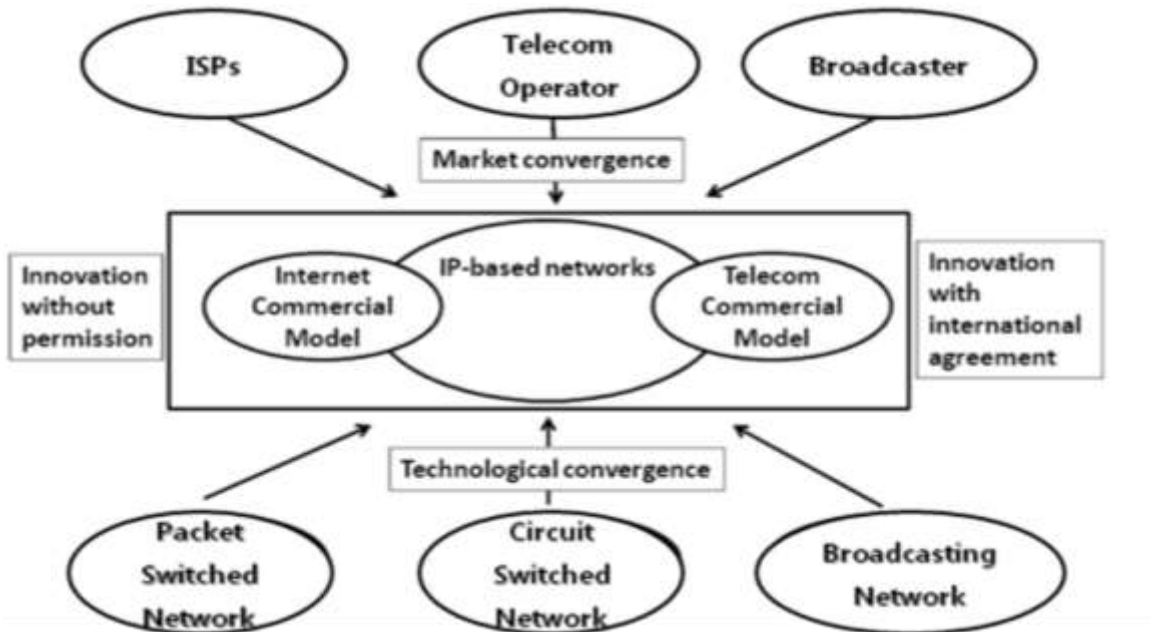 ISPs
Telecom
Operator
Broadcaster
Market convergence
Innovation
without
permission
Internet
Commercial
Model
IP-based networks
Telecom
Commercial
Model
Innovation
with
international
agreement
Technological convergence
Packet
Switched
Network
Circuit
Switched
Network
Broadcasting
Network